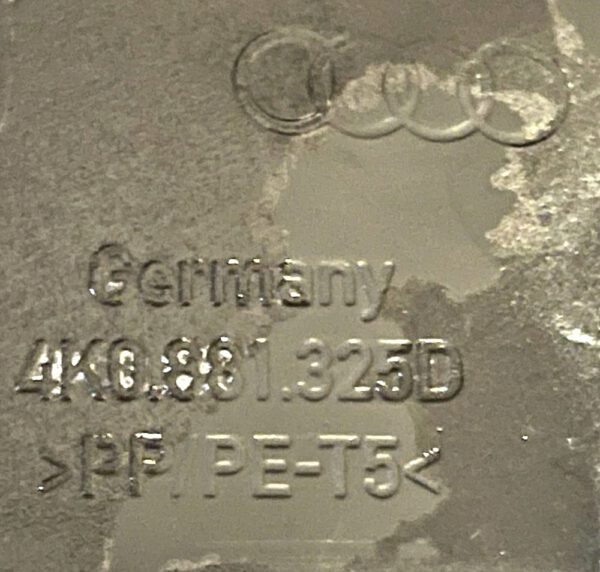 Germany
4K0.881.325D
>PP/PE-T5<